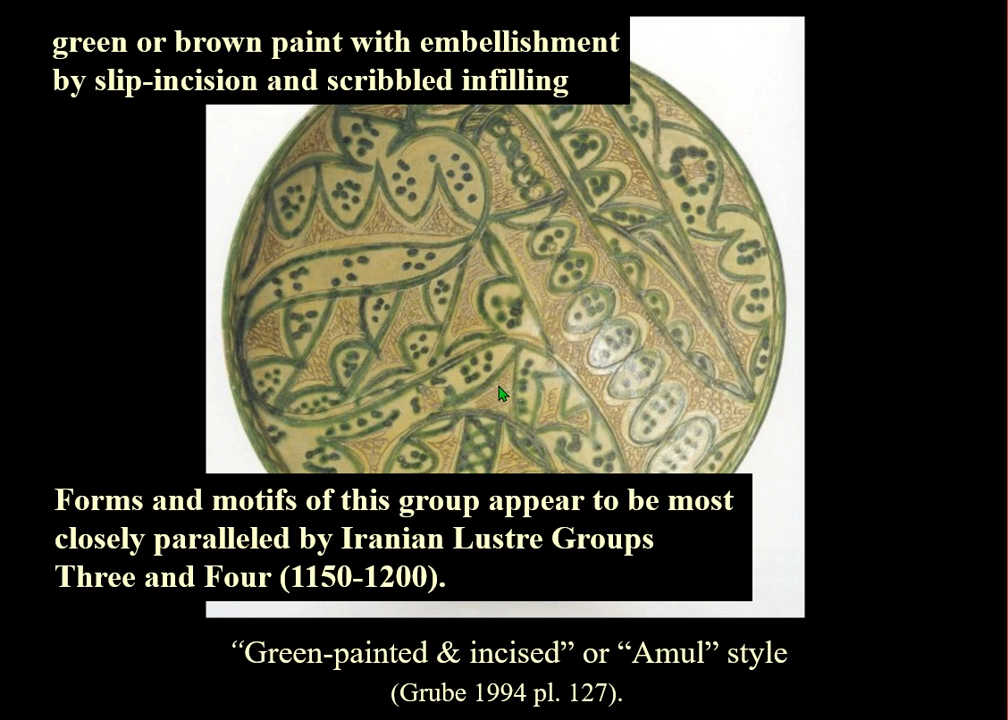 green or brown paint with embellishment
by slip-incision and scribbled infilling
Forms and motifs of this group appear to be most
closely paralleled by Iranian Lustre Groups
Three and Four (1150-1200).
“Green-painted & incised” or “Amul” style
(Grube 1994 pl. 127).